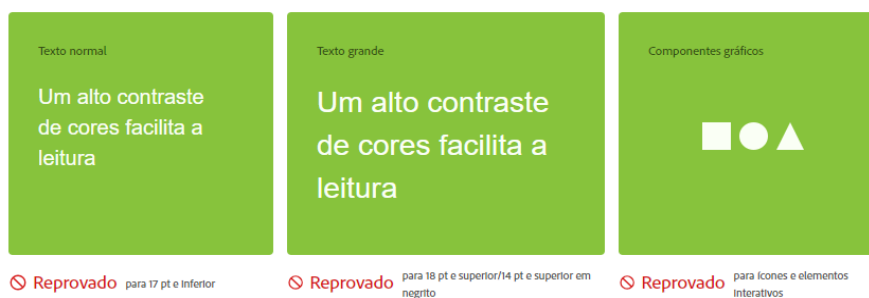 Texto normal
Um alto contraste
de cores facilita a
leitura
Reprovado para 17 pt e inferior
Texto grande
Um alto contraste
de cores facilita a
leitura
Reprovado para 18 pt e superior/14 pt e superior em
negrito
Componentes gráficos
Reprovado para ícones e elementos
interativos